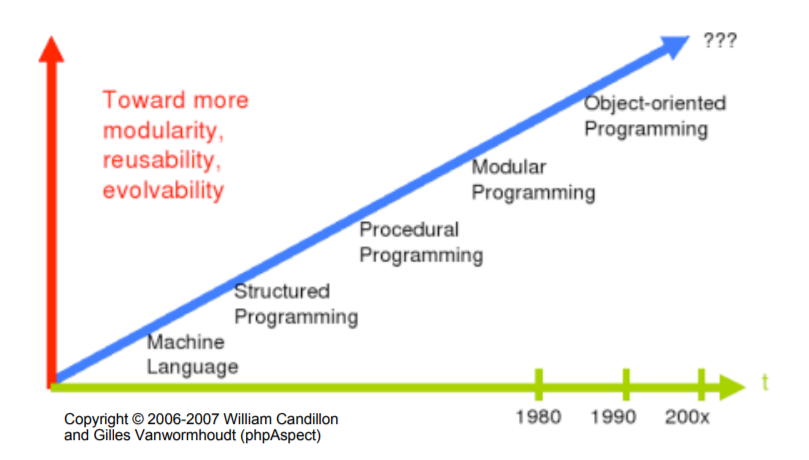 ???
Toward more
modularity,
reusability,
evolvability
Object-oriented
Programming
Modular
Programming
Procedural
Programming
Structured
Programming
Machine
Language
t
1980
1990
200x
Copyright © 2006-2007 William Candillon
and Gilles Vanwormhoudt (phpAspect)